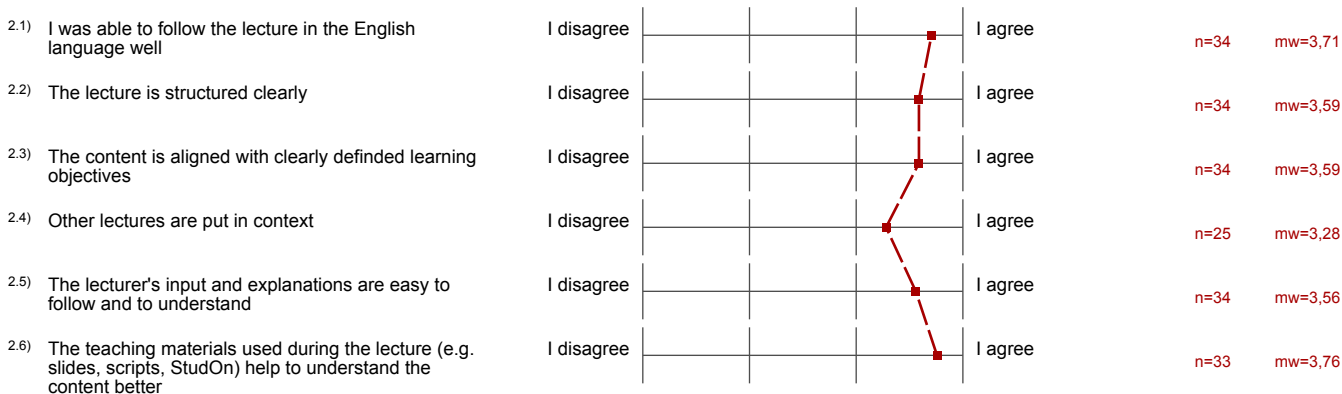 2.1) I was able to follow the lecture in the English language well I disagree I agree n=34 mw=3,71
2.2) The lecture is structured clearly I disagree I agree n=34 mw=3,59
2.3) The content is aligned with clearly definded learning objectives I disagree I agree n=34 mw=3,59
2.4) Other lectures are put in context I disagree I agree n=25 mw=3,28
2.5) The lecturer's input and explanations are easy to follow and to understand I disagree I agree n=34 mw=3,56
2.6) The teaching materials used during the lecture (e.g. slides, scripts, StudOn) help to understand the content better I disagree I agree n=33 mw=3,76